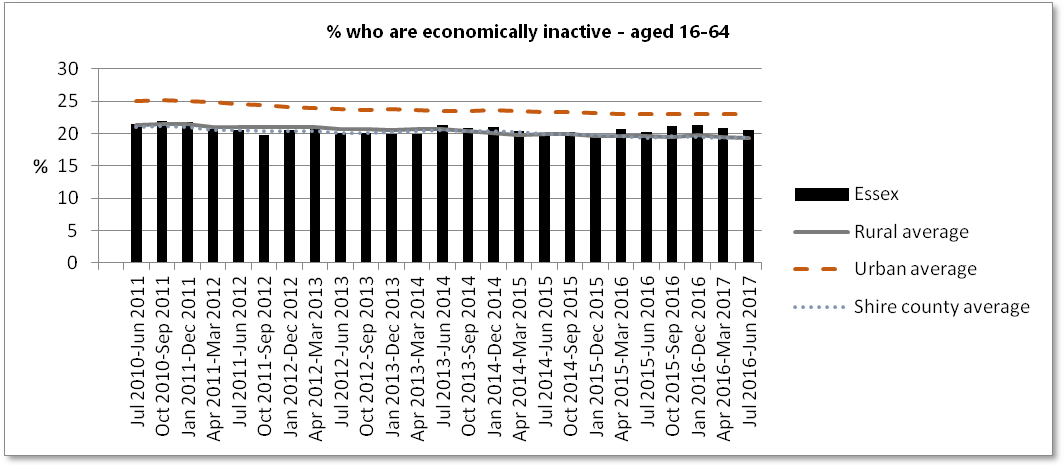 % who are economically inactive - aged 16-64
30
25
20
15
10
5
0
%
Jul 2010-Jun 2011
Oct 2010-Sep 2011
Jan 2011-Dec 2011
Apr 2011-Mar 2012
Jul 2011-Jun 2012
Oct 2011-Sep 2012
Jan 2012-Dec 2012
Apr 2012-Mar 2013
Jul 2012-Jun 2013
Oct 2012-Sep 2013
Jan 2013-Dec 2013
Apr 2013-Mar 2014
Jul 2013-Jun 2014
Oct 2013-Sep 2014
Jan 2014-Dec 2014
Apr 2014-Mar 2015
Jul 2014-Jun 2015
Oct 2014-Sep 2015
Jan 2015-Dec 2015
Apr 2015-Mar 2016
Jul 2015-Jun 2016
Oct 2015-Sep 2016
Jan 2016-Dec 2016
Apr 2016-Mar 2017
Jul 2016-Jun 2017
Essex
Rural average
Urban average
Shire county average